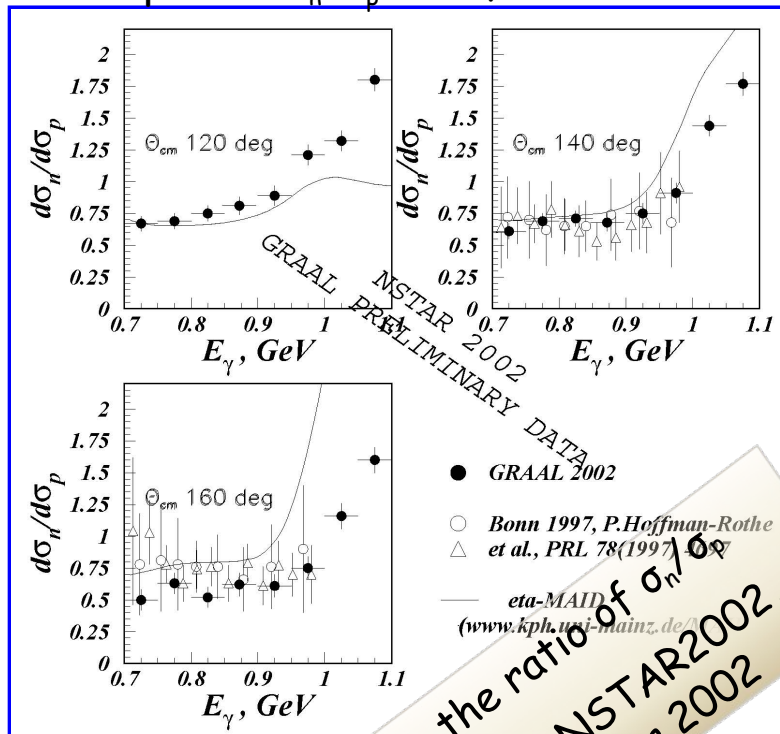 2
1.75
1.5
1.25
1
0.75
0.5
0.25
0
dσn/dσp
Θcm 120 deg
0.7 0.8 0.9 1
Eγ , GeV
2
1.75
1.5
1.25
1
0.75
0.5
0.25
0
dσn/dσp
Θcm 140 deg
0.7 0.8 0.9 1 1.1
Eγ , GeV
NSTAR 2002
GRAAL PRELIMINARY DATA
2
1.75
1.5
1.25
1
0.75
0.5
0.25
0
dσn/dσp
Θcm 160 deg
0.7 0.8 0.9 1 1.1
Eγ , GeV
GRAAL 2002
Bonn 1997, P.Hoffman-Rothe
et al., PRL 78(1997)
eta-MAID
(www.kph.uni-mainz.de/
the ratio of σn/σp
NSTAR2002
2002